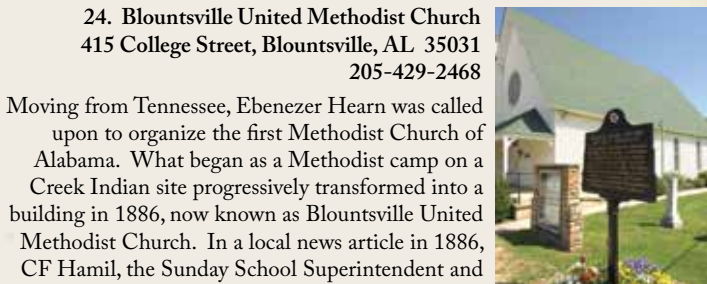 24. Blountsville United Methodist Church
415 College Street, Blountsville, AL 35031
205-429-2468
Moving from Tennessee, Ebenezer Hearn was called
upon to organize the first Methodist Church of
Alabama. What began as a Methodist camp on a
Creek Indian site progressively transformed into a
building in 1886, now known as Blountsville United
Methodist Church. In a local news article in 1886,
CF Hamil, the Sunday School Superintendent and